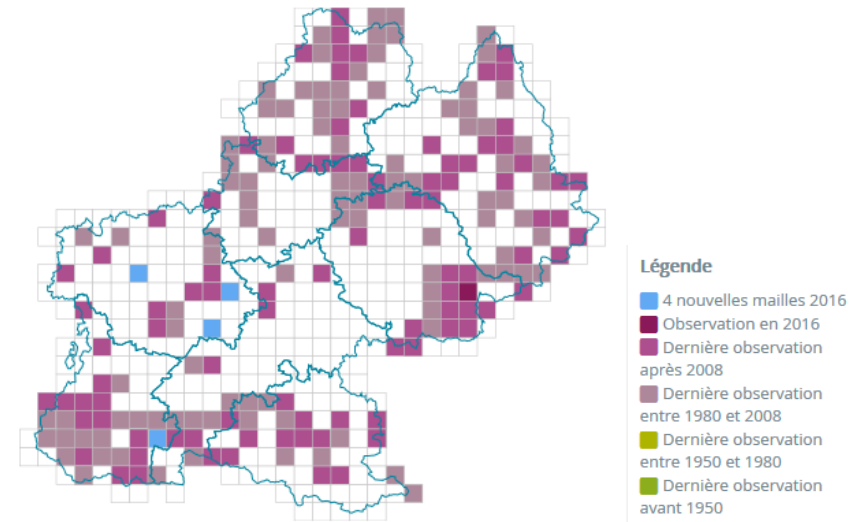 Légende
4 nouvelles mailles 2016
Observation en 2016
Dernière observation
après 2008
Dernière observation
entre 1980 et 2008
Dernière observation
entre 1950 et 1980
Dernière observation
avant 1950